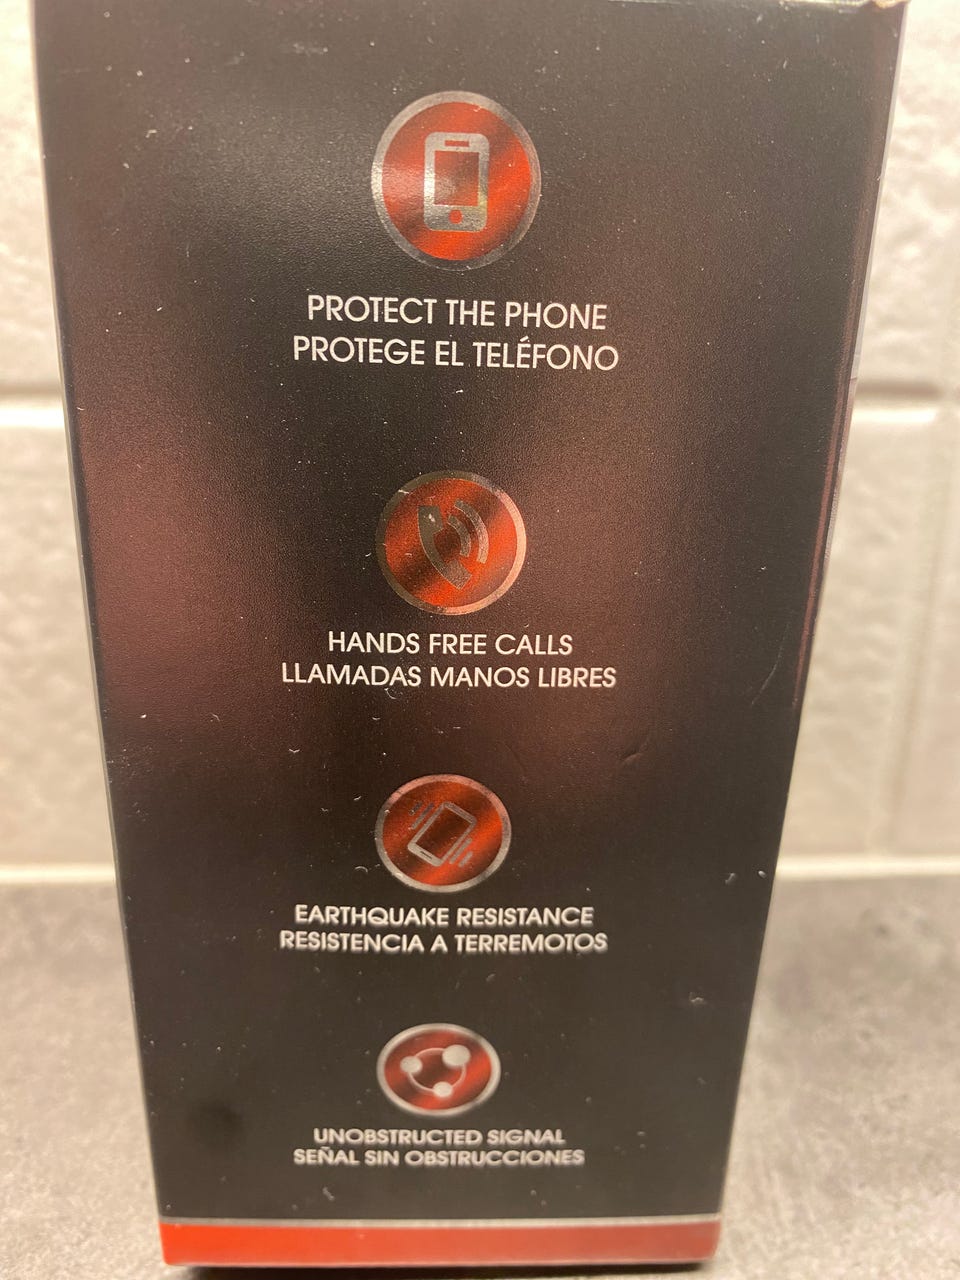 PROTECT THE PHONE
PROTEGE EL TELÉFONO
HANDS FREE CALLS
LLAMADAS MANOS LIBRES
EARTHQUAKE RESISTANCE
RESISTENCIA A TERREMOTOS
UNOBSTRUCTED SIGNAL
SEÑAL SIN OBSTRUCCIONES